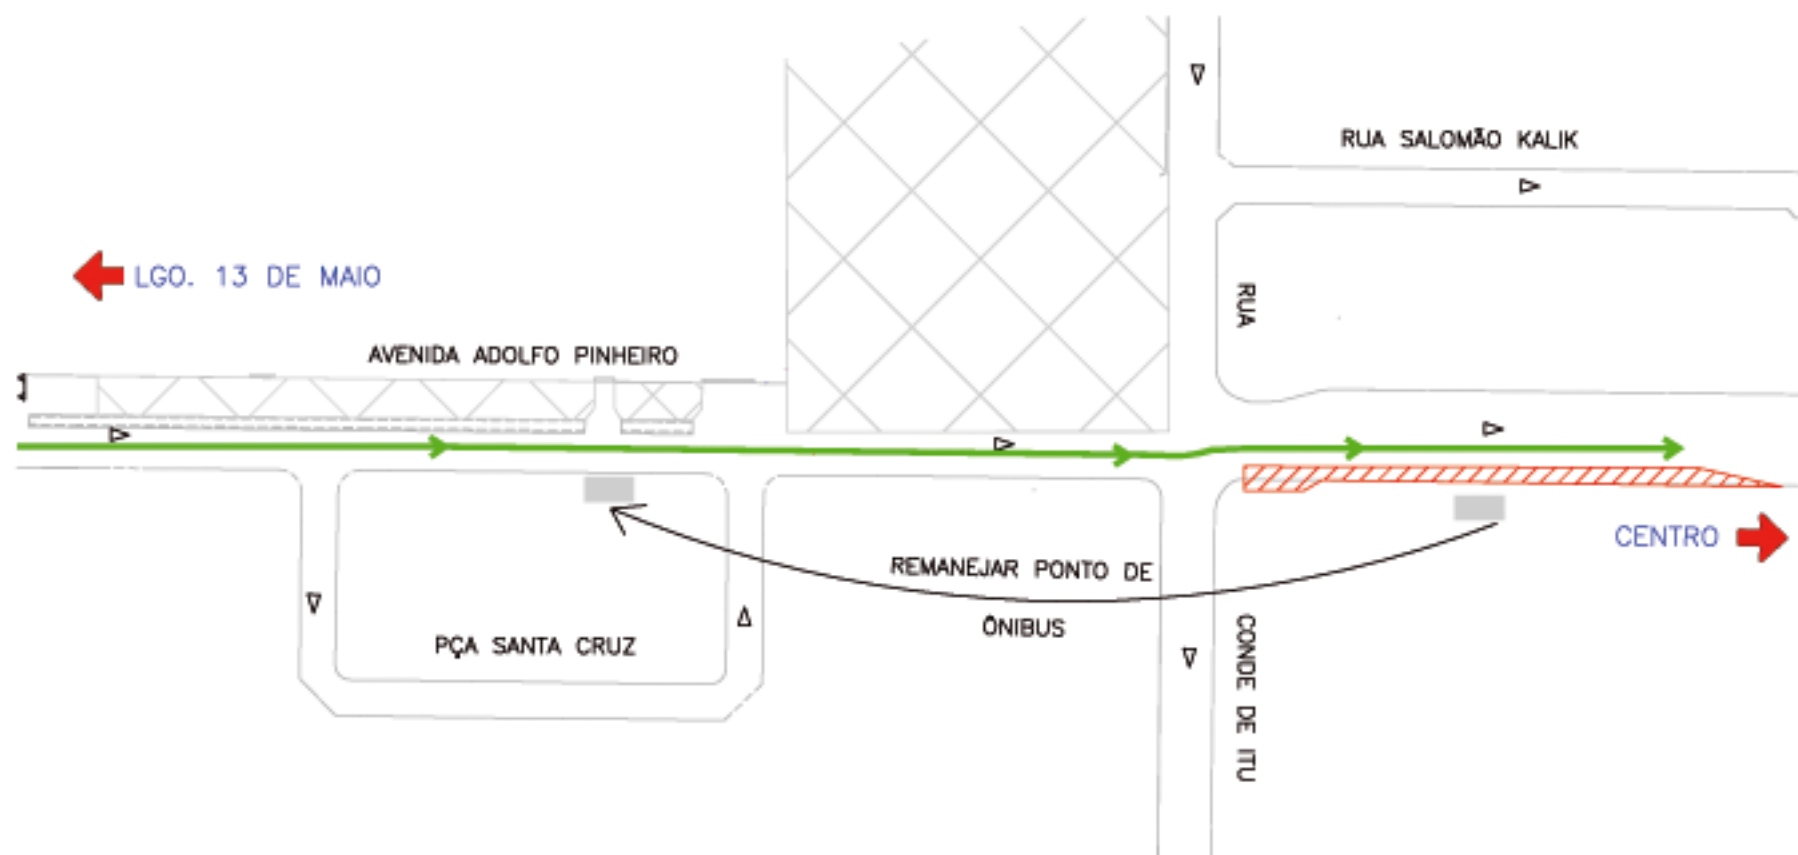 RUA SALOMÃO KALIK
LGO. 13 DE MAIO
RUA
AVENIDA ADOLFO PINHEIRO
CENTRO
REMANEJAR PONTO DE
ÔNIBUS
PÇA SANTA CRUZ
CONDE DE ITU